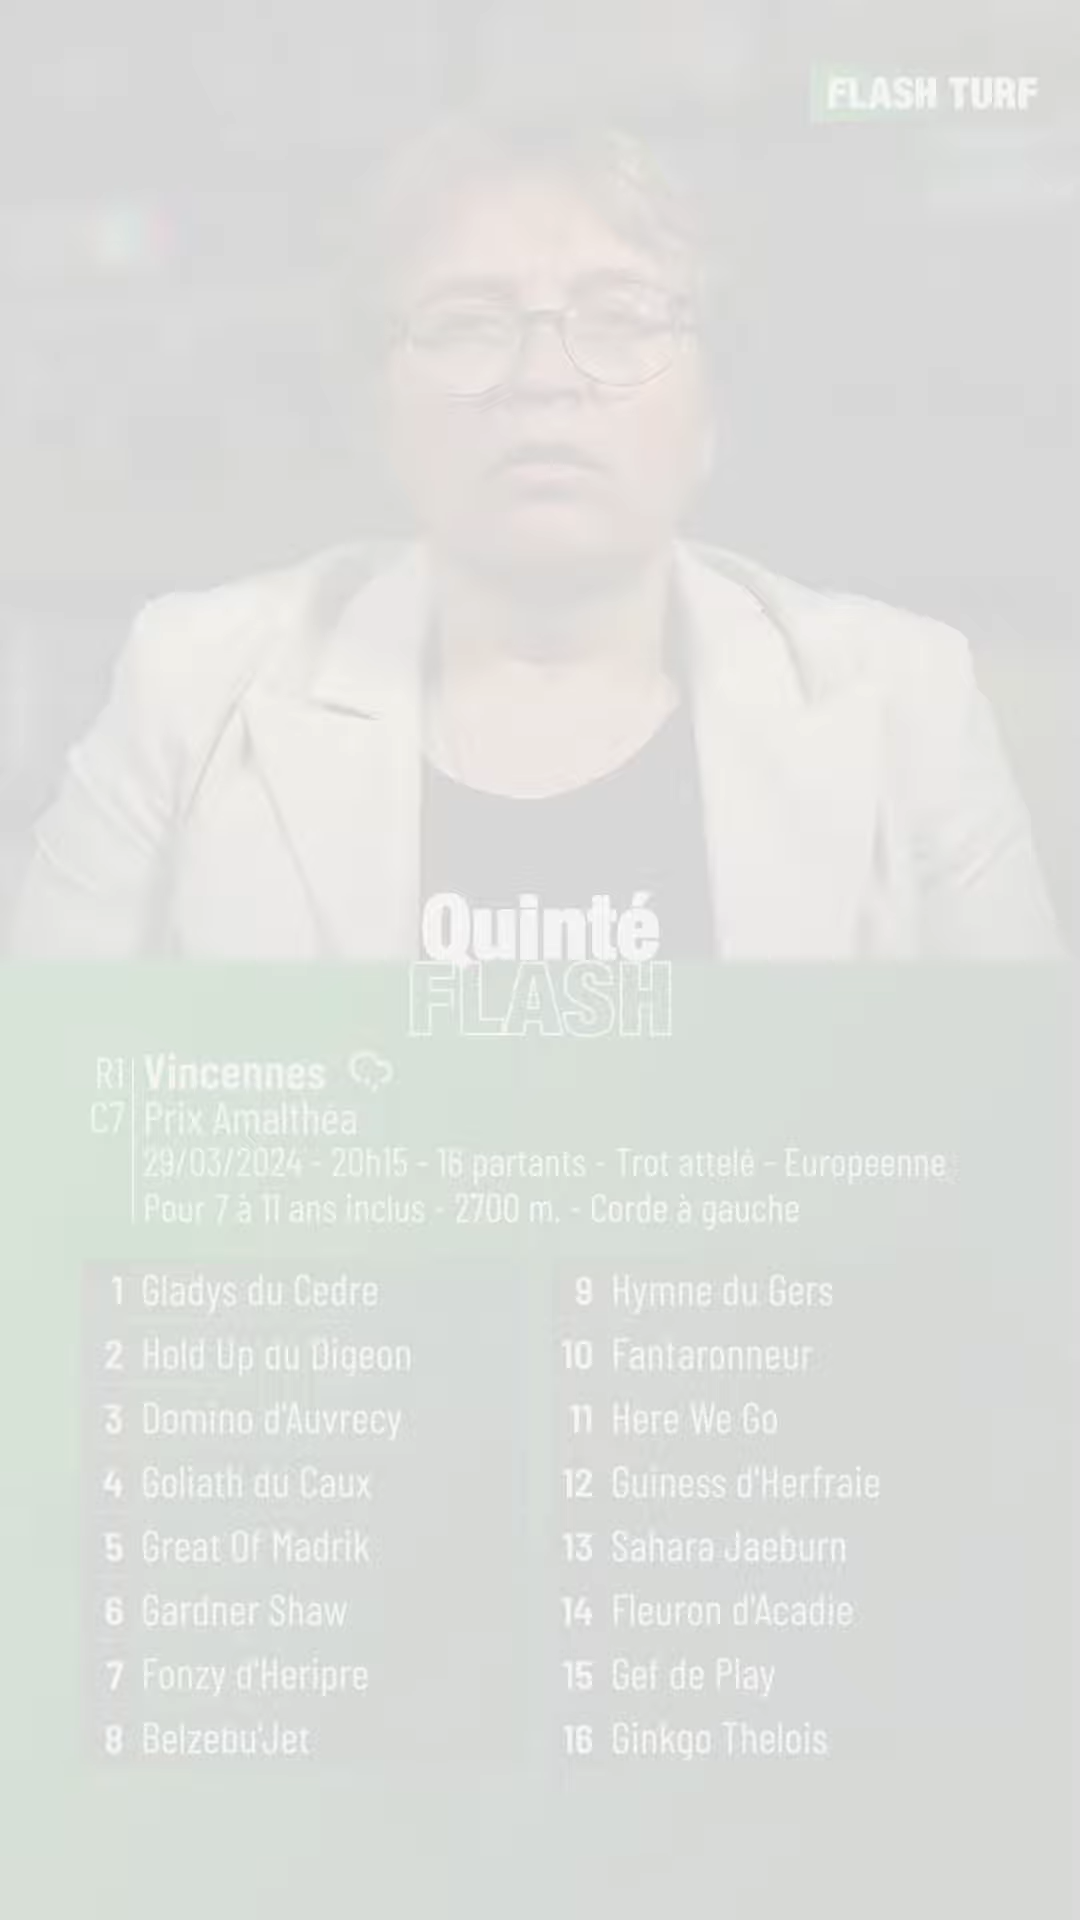 FLASH TURF
Quinté
FLASH
R1 Vincennes
C7 Prix Amalthéa
29/03/2024 - 20h15 - 16 partants - Trot attelé - Europeenne
Pour 7 à 11 ans inclus - 2700 m. - Corde à gauche
1 Gladys du Cedre
2 Hold Up du Digeon
3 Domino d'Auvrecy
4 Goliath du Caux
5 Great Of Madrik
6 Gardner Shaw
7 Fonzy d'Heripre
8 Belzebu'Jet
9 Hymne du Gers
10 Fantaronneur
11 Here We Go
12 Guiness d'Herfraie
13 Sahara Jaeburn
14 Fleuron d'Acadie
15 Gef de Play
16 Ginkgo Thelois